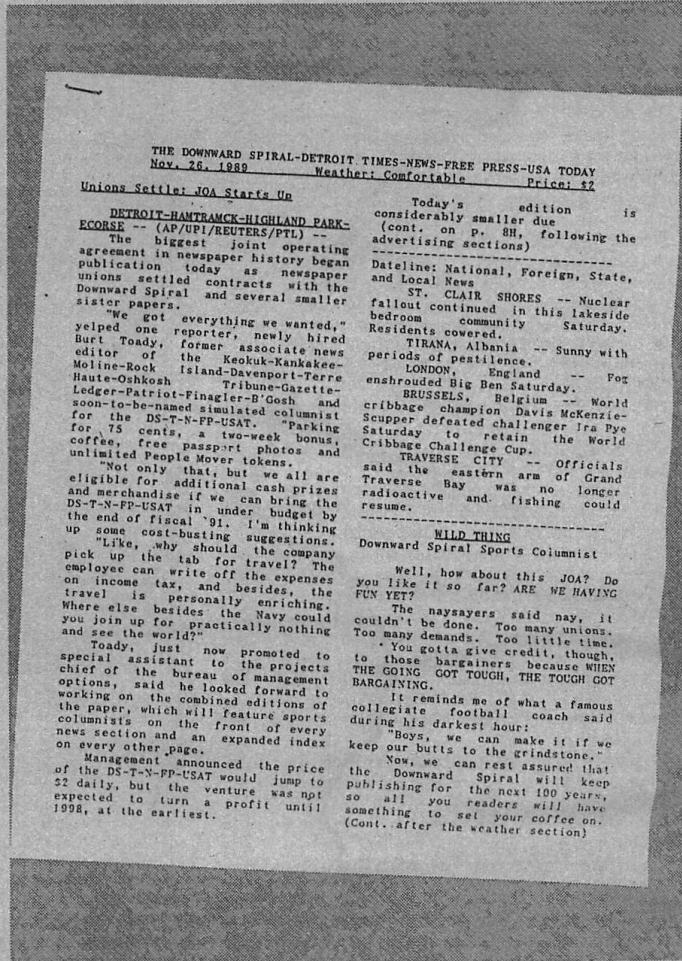 THE DOWNWARD SPIRAL-DETROIT TIMES-NEWS-FREE PRESS-USA TODAY
Nov. 26, 1989 Weather: Comfortable Price: $2
Unions Settle: JOA Starts Up
DETROIT-HAMTRAMCK-HIGHLAND PARK-
ECORSE -- (AP/UPI/REUTERS/PTL) --
The biggest joint operating
agreement in newspaper history began
publication today as newspaper
unions settled contracts with the
Downward Spiral and several smaller
sister papers.
"We got everything we wanted,"
yelped one reporter, newly hired
Burt Toady, former associate news
editor of the Keokuk-Kankakee-
Moline-Rock Island-Davenport-Terre
Haute-Oshkosh Tribune-Gazette-
Ledger-Patriot-Finagler-B'Gosh and
soon-to-be-named simulated columnist
for the DS-T-N-FP-USAT. "Parking
for 75 cents, a two-week bonus,
coffee, free passport photos and
unlimited People Mover tokens.
"Not only that, but we all are
eligible for additional cash prizes
and merchandise if we can bring the
DS-T-N-FP-USAT in under budget by
the end of fiscal '91. I'm thinking
up some cost-busting suggestions.
"Like, why should the company
pick up the tab for travel? The
employee can write off the expenses
on income tax, and besides, the
travel is personally enriching.
Where else besides the Navy could
you join up for practically nothing
and see the world?"
Toady, just now promoted to
special assistant to the projects
chief of the bureau of management
options, said he looked forward to
working on the combined editions of
the paper, which will feature sports
columnists on the front of every
news section and an expanded index
on every other page.
Management announced the price
of the DS-T-N-FP-USAT would jump to
$2 daily, but the venture was not
expected to turn a profit until
1998, at the earliest.
Today's edition is
considerably smaller due
(cont. on p. 8H, following the
advertising sections)
Dateline: National, Foreign, State,
and Local News
ST. CLAIR SHORES -- Nuclear
fallout continued in this lakeside
bedroom community Saturday.
Residents cowered.
TIRANA, Albania -- Sunny with
periods of pestilence.
LONDON, England -- Fog
enshrouded Big Ben Saturday.
BRUSSELS, Belgium -- World
cribbage champion Davis McKenzie-
Scupper defeated challenger Ira Pye
Saturday to retain the World
Cribbage Challenge Cup.
TRAVERSE CITY -- Officials
said the eastern arm of Grand
Traverse Bay was no longer
radioactive and fishing could
resume.
WILD THING
Downward Spiral Sports Columnist
Well, how about this JOA? Do
you like it so far? ARE WE HAVING
FUN YET?
The naysayers said nay, it
couldn't be done. Too many unions.
Too many demands. Too little time.
You gotta give credit, though,
to those bargainers because WHEN
THE GOING GOT TOUGH, THE TOUGH GOT
BARGAINING.
It reminds me of what a famous
collegiate football coach said
during his darkest hour:
"Boys, we can make it if we
keep our butts to the grindstone."
Now, we can rest assured that
the Downward Spiral will keep
publishing for the next 100 years,
so all you readers will have
something to set your coffee on.
(Cont. after the weather section)